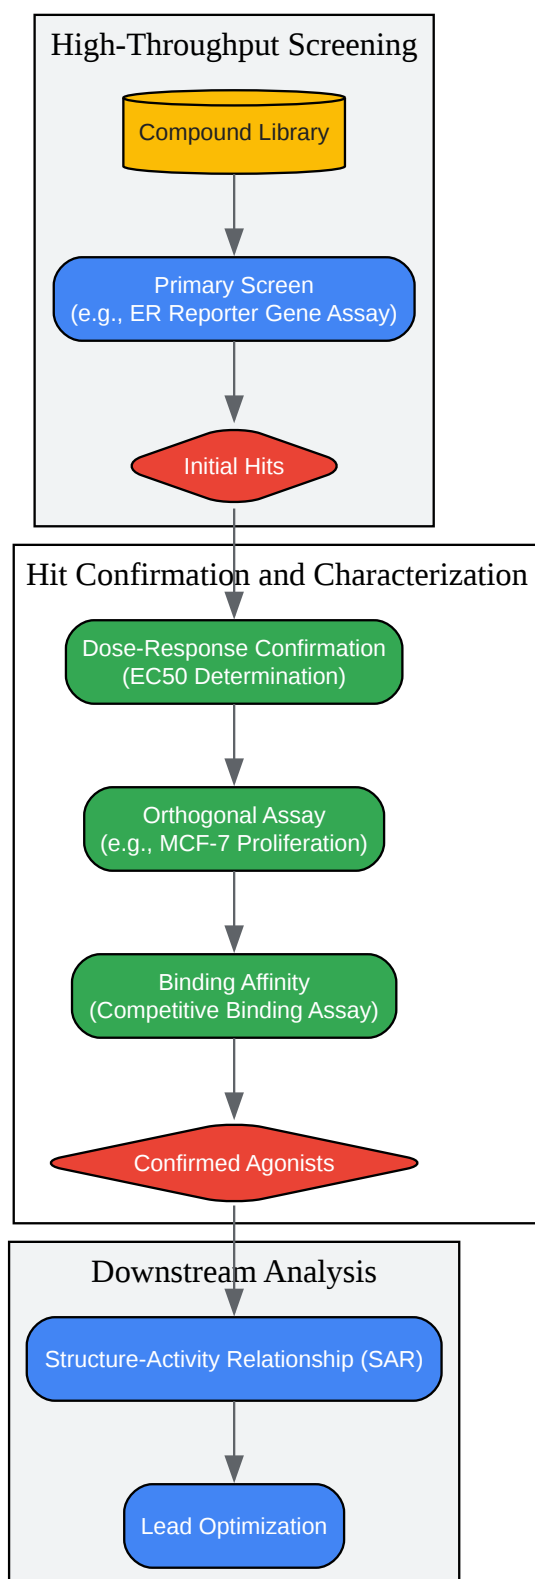 High-Throughput Screening
Compound Library
Primary Screen
(e.g., ER Reporter Gene Assay)
Initial Hits
Hit Confirmation and Characterization
Dose-Response Confirmation
(EC50 Determination)
Orthogonal Assay
(e.g., MCF-7 Proliferation)
Binding Affinity
(Competitive Binding Assay)
Confirmed Agonists
Downstream Analysis
Structure-Activity Relationship (SAR)
Lead Optimization